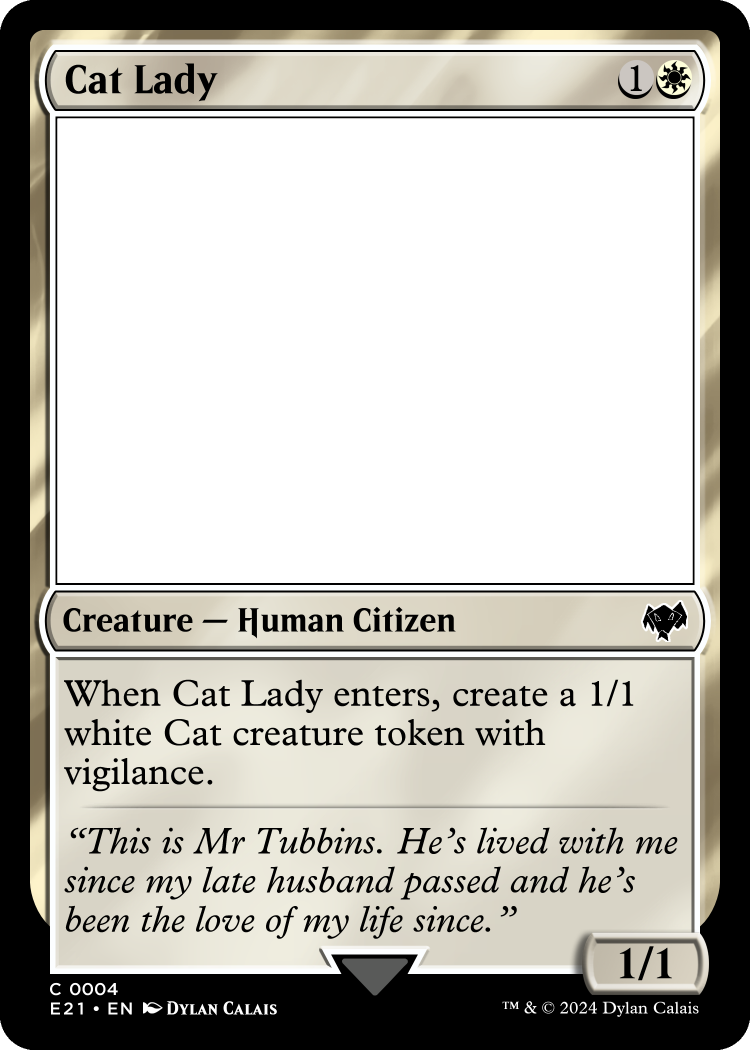 Cat Lady 1
Creature — Human Citizen
When Cat Lady enters, create a 1/1
white Cat creature token with
vigilance.
“This is Mr Tubbins. He’s lived with me
since my late husband passed and he’s
been the love of my life since.”
1/1
C 0004
E21 • EN Dylan Calais
™ & © 2024 Dylan Calais